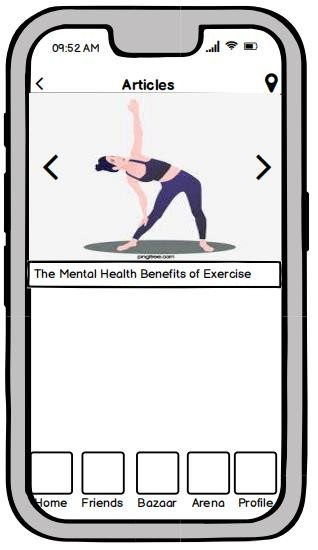 09:52 AM
Articles
pngtree.com
The Mental Health Benefits of Exercise
Home Friends Bazaar Arena Profile